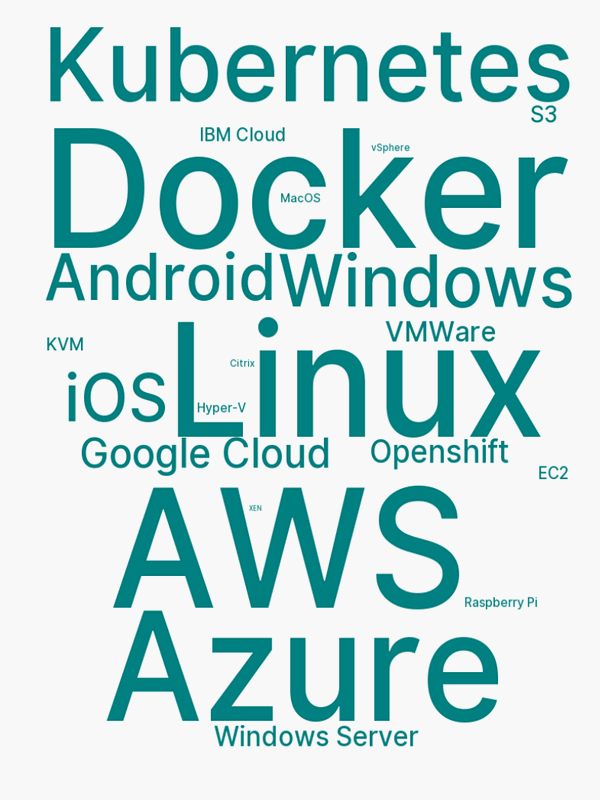 Kubernetes
S3
IBM Cloud
vSphere
Docker
MacOS
Android Windows
VMWare
KVM
Linux
Citrix
iOS
Hyper-V
Google Cloud
Openshift
EC2
AWS
XEN
Raspberry Pi
Azure
Windows Server